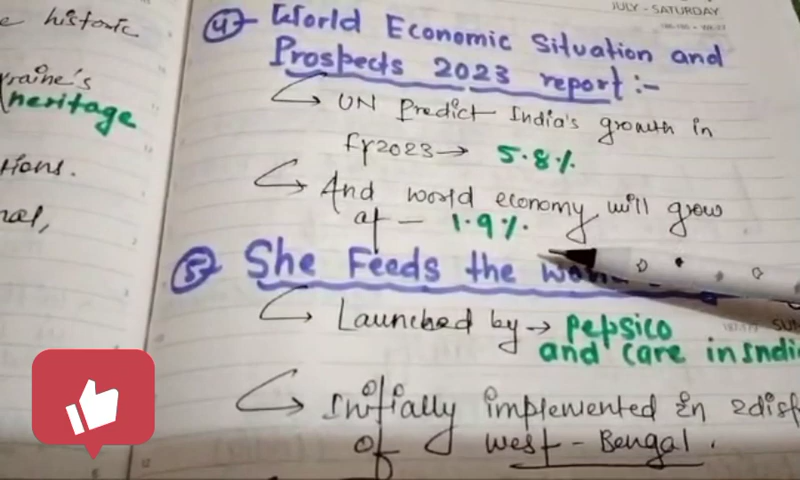 e historic
raine's
heritage
tions.
JULY - SATURDAY
4 World Economic Situation and
Prospects 2023 report:-
UN Predict India's growth in
fy2023→ 5.8%
And world economy will grow
at - 1.9%.
5 She Feeds the
Launched by → Pepsico
and Care in Indi
Initially implemented in 2 dist
of West-Bengal.